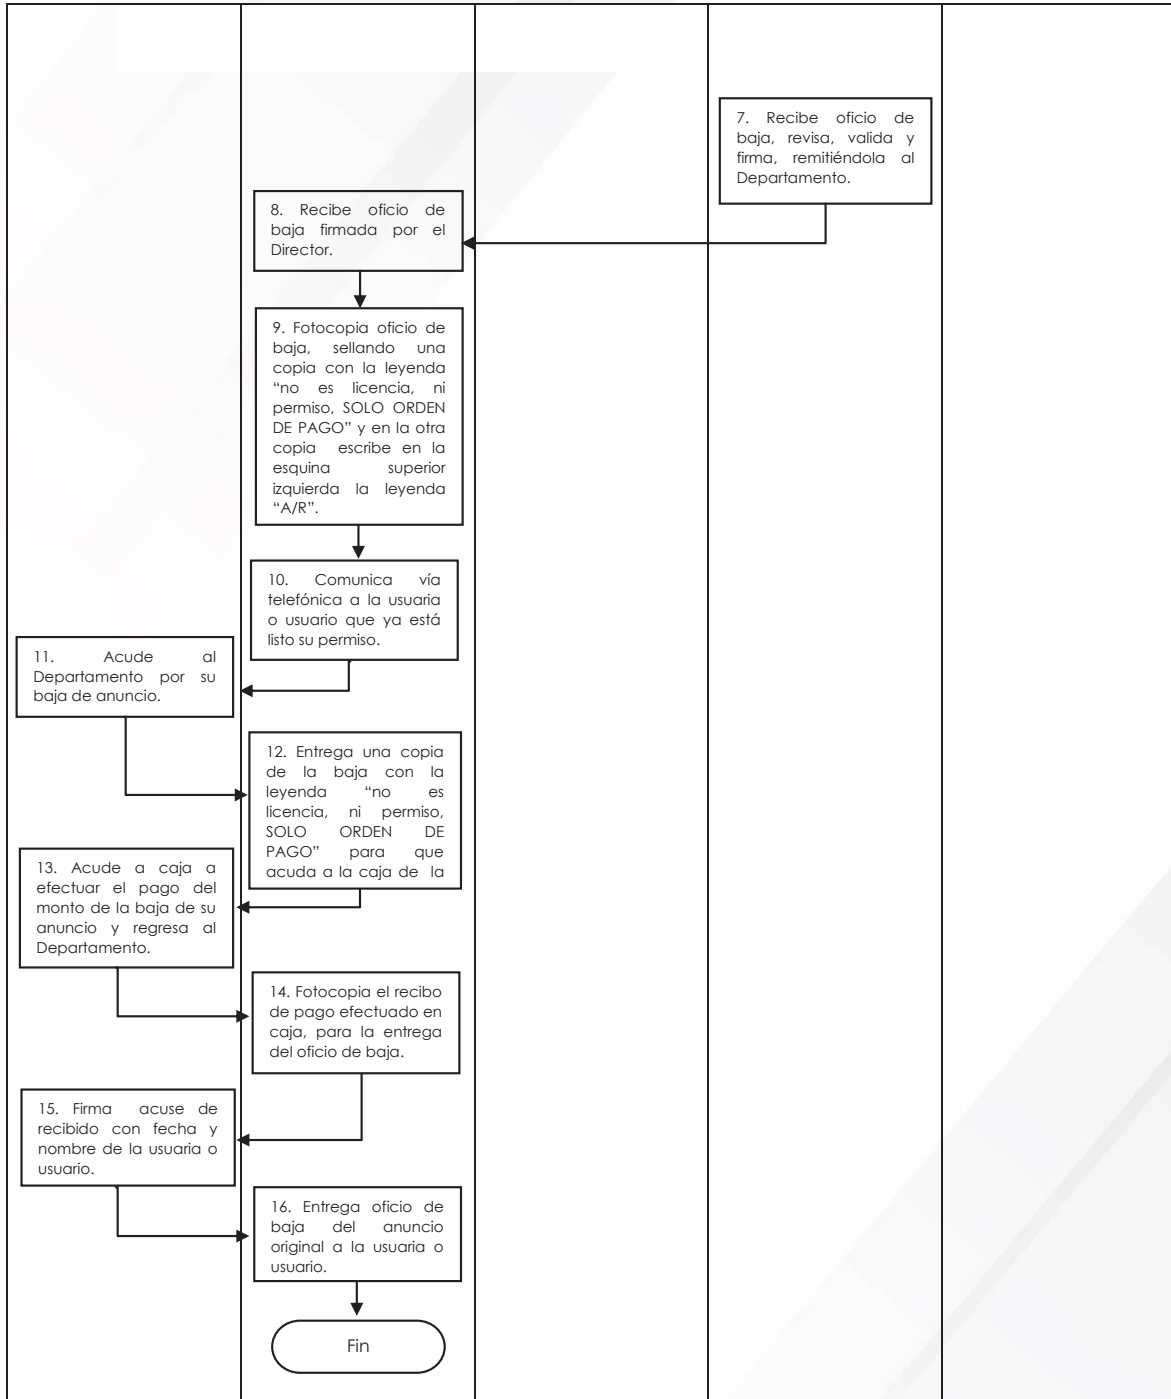 7. Recibe oficio de
baja, revisa, valida y
firma, remitiéndola al
Departamento.
8. Recibe oficio de
baja firmada por el
Director.
9. Fotocopia oficio de
baja, sellando una
copia con la leyenda
“no es licencia, ni
permiso, SOLO ORDEN
DE PAGO” y en la otra
copia escribe en la
esquina superior
izquierda la leyenda
“A/R”.
10. Comunica vía
telefónica a la usuaria
o usuario que ya está
listo su permiso.
11. Acude al
Departamento por su
baja de anuncio.
12. Entrega una copia
de la baja con la
leyenda “no es
licencia, ni permiso,
SOLO ORDEN DE
PAGO” para que
acuda a la caja de la
13. Acude a caja a
efectuar el pago del
monto de la baja de su
anuncio y regresa al
Departamento.
14. Fotocopia el recibo
de pago efectuado en
caja, para la entrega
del oficio de baja.
15. Firma acuse de
recibido con fecha y
nombre de la usuaria o
usuario.
16. Entrega oficio de
baja del anuncio
original a la usuaria o
usuario.
Fin